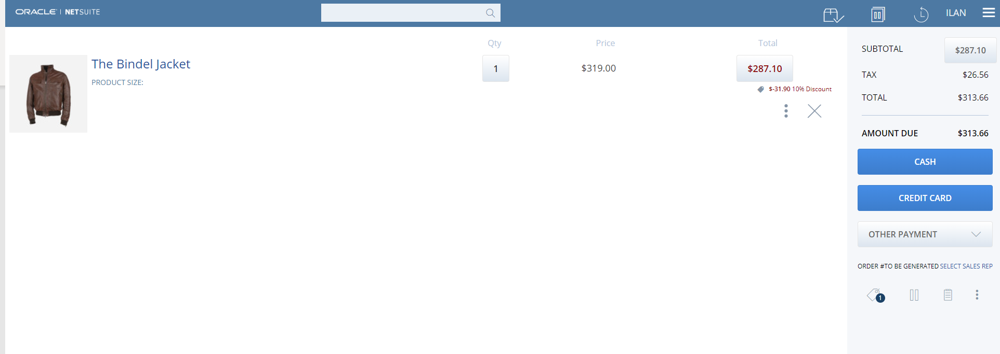 ORACLE | NETSUITE
ILAN
Qty Price Total
The Bindel Jacket
1 $319.00 $287.10
PRODUCT SIZE:
$-31.90 10% Discount
SUBTOTAL $287.10
TAX $26.56
TOTAL $313.66
AMOUNT DUE $313.66
CASH
CREDIT CARD
OTHER PAYMENT
ORDER #TO BE GENERATED SELECT SALES REP
1